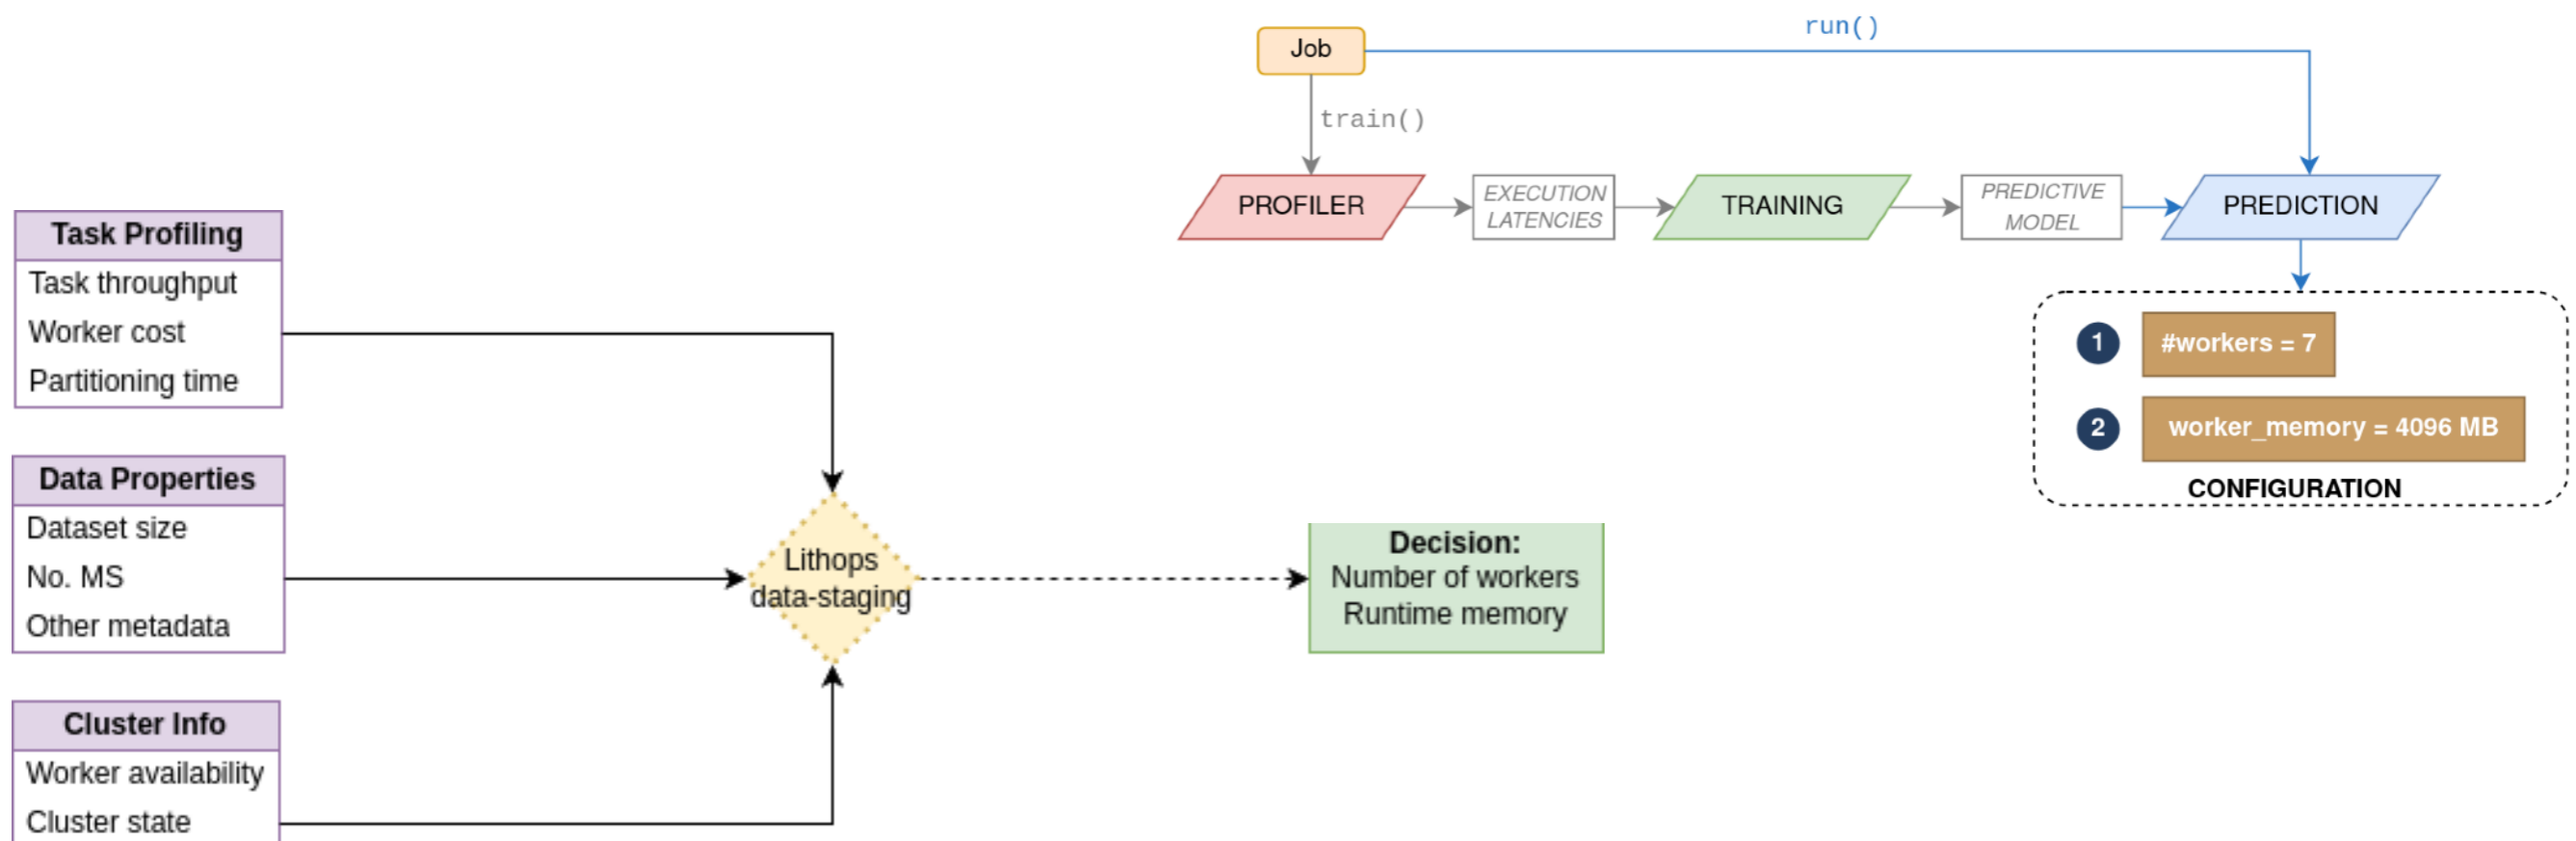 run()
Job
train()
PROFILER
EXECUTION
LATENCIES
TRAINING
PREDICTIVE
MODEL
PREDICTION
1
#workers = 7
2
worker_memory = 4096 MB
CONFIGURATION
Task Profiling
Task throughput
Worker cost
Partitioning time
Data Properties
Dataset size
No. MS
Other metadata
Cluster Info
Worker availability
Cluster state
Lithops
data-staging
Decision:
Number of workers
Runtime memory